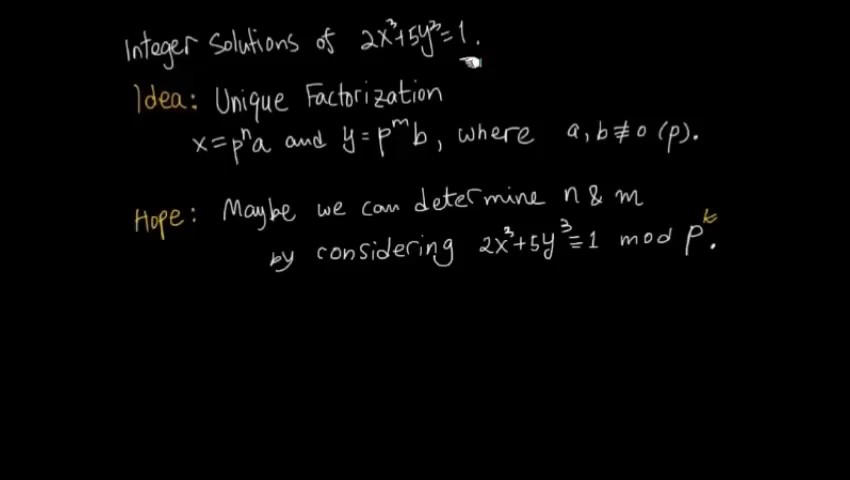 Integer Solutions of 2x³+5y³=1.
Idea: Unique Factorization
x=pⁿa and y=pᵐb, where a, b≢0 (p).
Hope: Maybe we can determine n & m
by considering 2x³+5y³≡1 mod pᵏ.